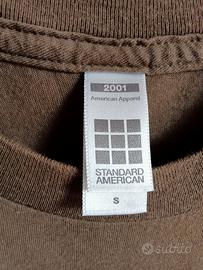 2001
American Apparel
STANDARD
AMERICAN
S
subito